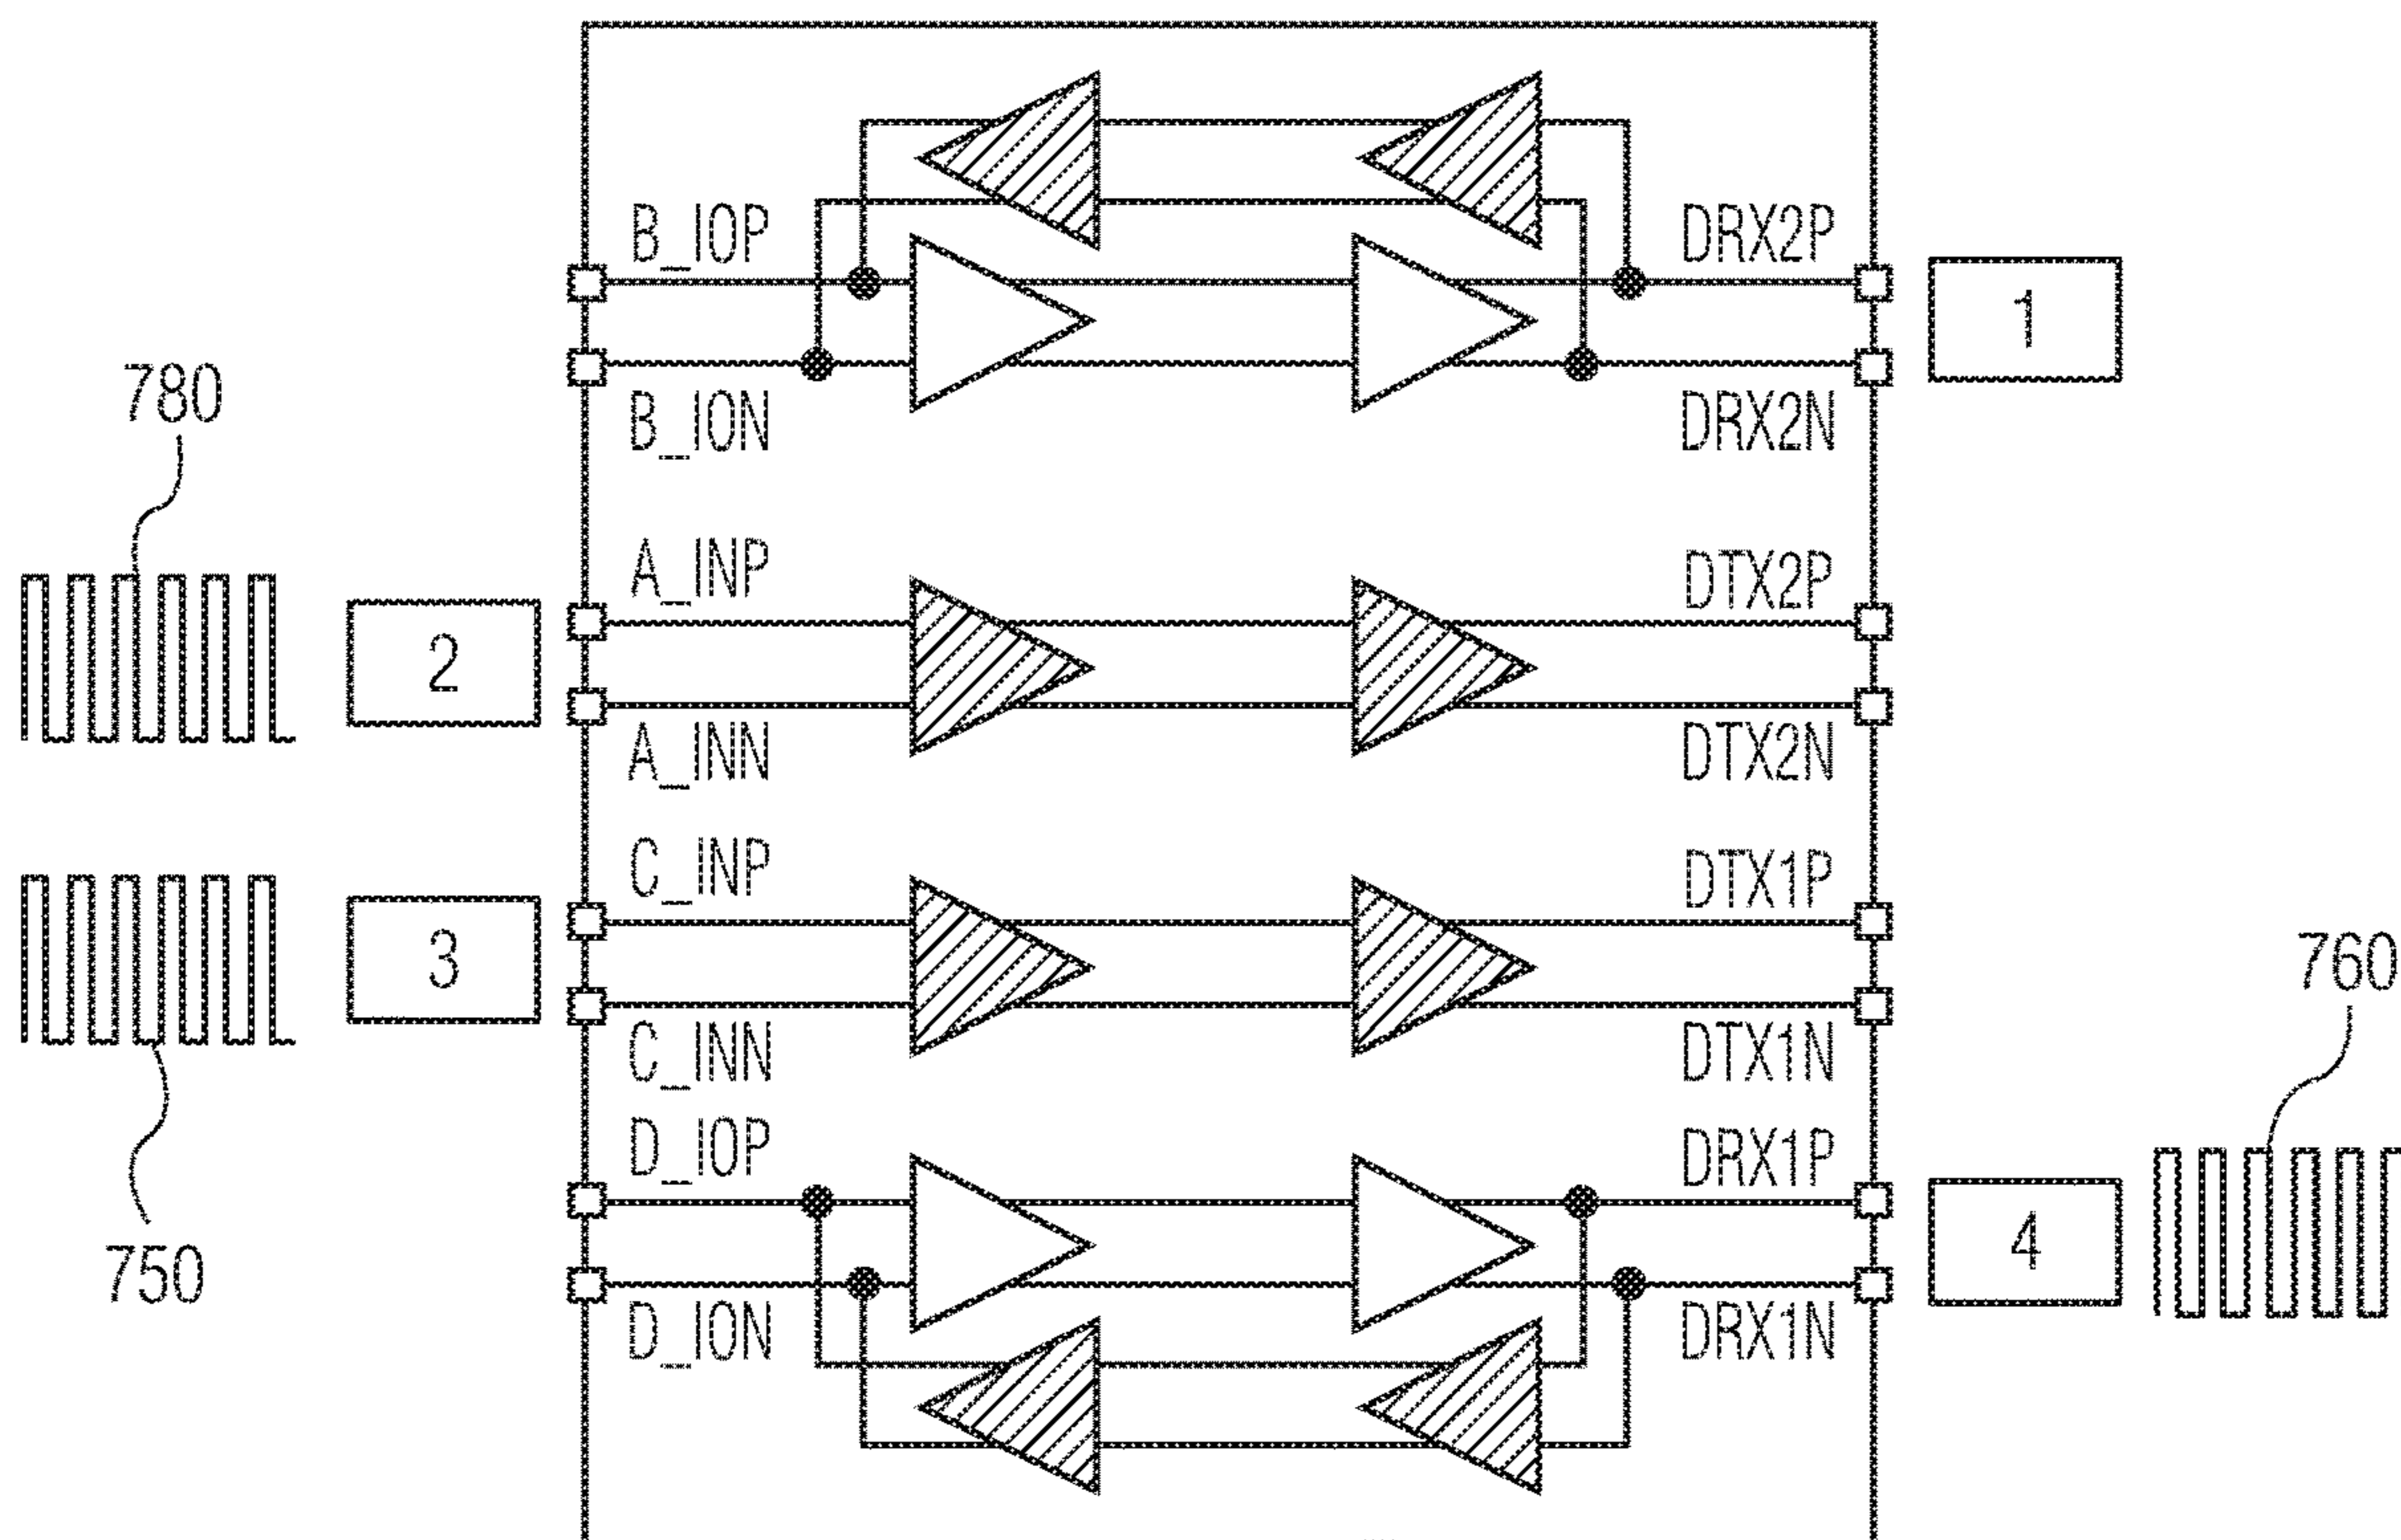 B_IOP
DRX2P
1
780
B_ION
DRX2N
A_INP
DTX2P
2
A_INN
DTX2N
C_INP
DTX1P
3
760
C_INN
DTX1N
D_IOP
DRX1P
4
750
D_ION
DRX1N